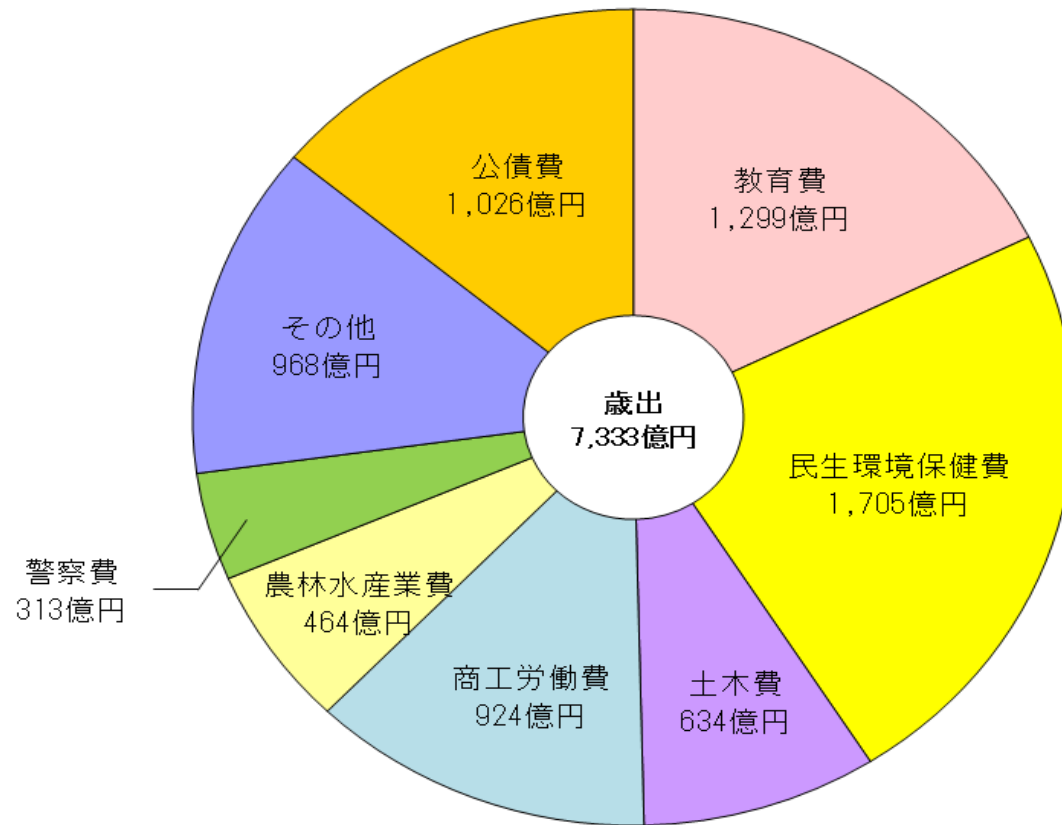 公債費
1,026億円
教育費
1,299億円
その他
968億円
歳出
7,333億円
民生環境保健費
1,705億円
警察費
313億円
農林水産業費
464億円
商工労働費
924億円
土木費
634億円